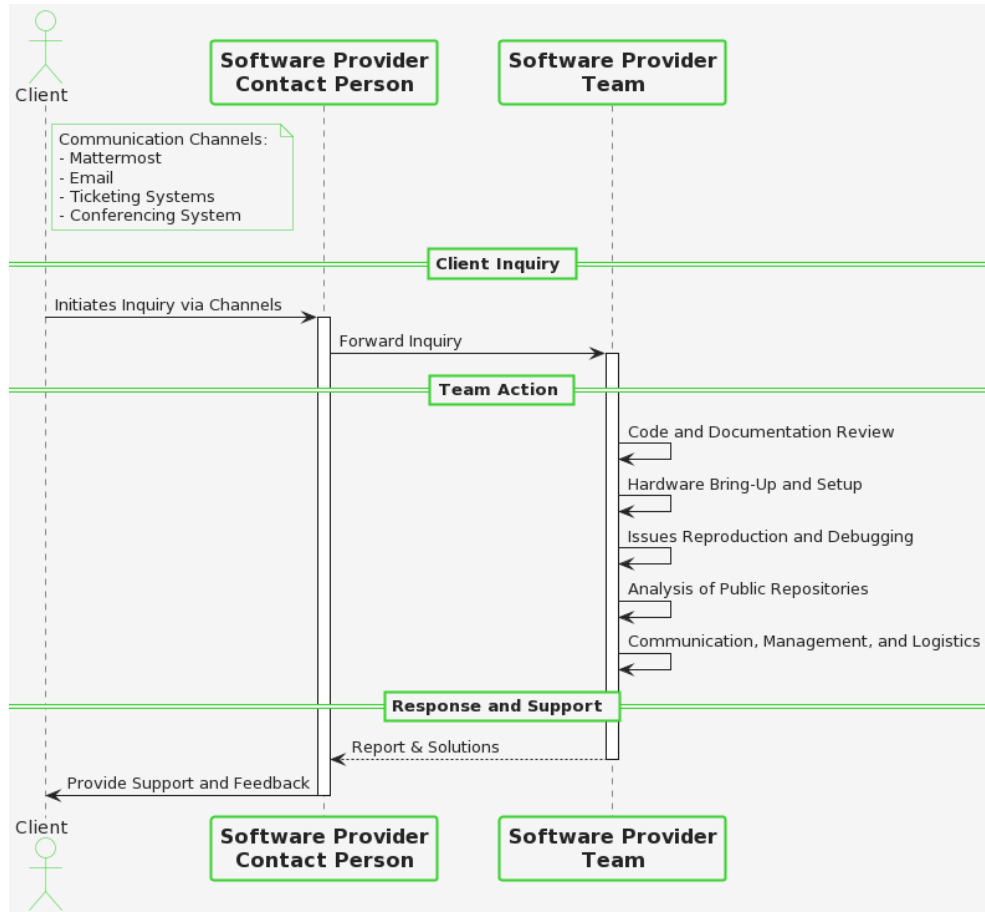 Software Provider
Contact Person
Software Provider
Team
Client
Communication Channels:
- Mattermost
- Email
- Ticketing Systems
- Conferencing System
Client Inquiry
Initiates Inquiry via Channels
Forward Inquiry
Team Action
Code and Documentation Review
Hardware Bring-Up and Setup
Issues Reproduction and Debugging
Analysis of Public Repositories
Communication, Management, and Logistics
Response and Support
Report & Solutions
Provide Support and Feedback
Client
Software Provider
Contact Person
Software Provider
Team